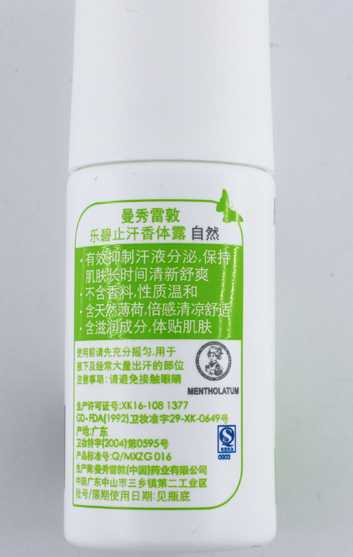 曼秀雷敦
乐碧止汗香体露 自然
·有效抑制汗液分泌,保持
肌肤长时间清新舒爽
·不含香料,性质温和
·含天然薄荷,倍感清凉舒适
·含滋润成分,体贴肌肤
使用前请先充分摇匀,用于
腋下及经常大量出汗的部位
注意事项:请避免接触眼睛
MENTHOLATUM
生产许可证号:XK16-108 1377
GD-FDA(1992)卫妆准字29-XK-0649号
产地:广东
卫妆特字(2004)第0595号
产品标准号:Q/MXZG 016
生产商:曼秀雷敦(中国)药业有限公司
中国广东中山市三乡镇第二工业区
批号/限期使用日期:见瓶底